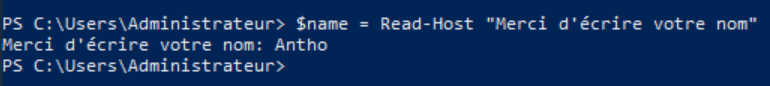 PS C:\Users\Administrateur> $name = Read-Host "Merci d'écrire votre nom"
Merci d'écrire votre nom: Antho
PS C:\Users\Administrateur>